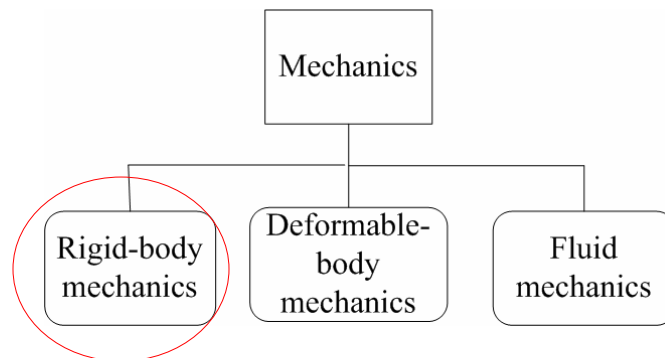 Mechanics
Rigid-body
mechanics
Deformable-
body
mechanics
Fluid
mechanics